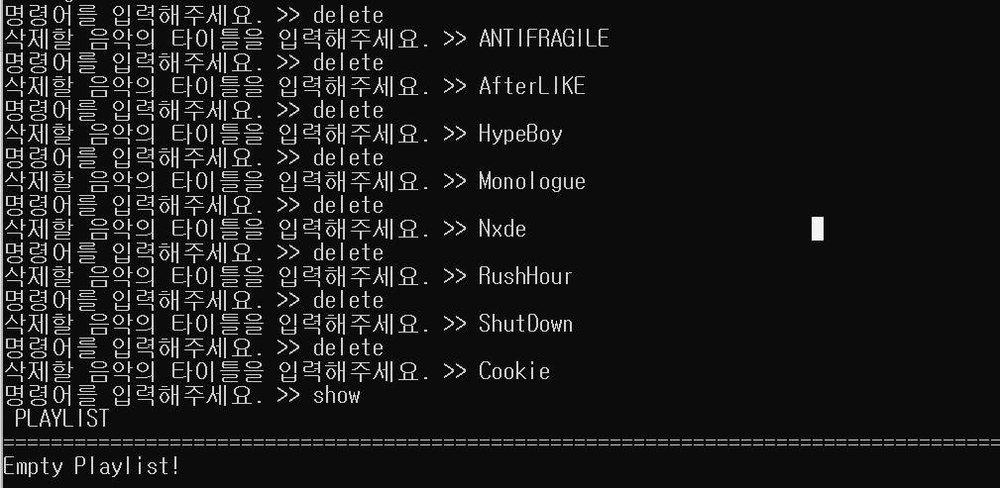 명령어를 입력해주세요. >> delete
삭제할 음악의 타이틀을 입력해주세요. >> ANTIFRAGILE
명령어를 입력해주세요. >> delete
삭제할 음악의 타이틀을 입력해주세요. >> AfterLIKE
명령어를 입력해주세요. >> delete
삭제할 음악의 타이틀을 입력해주세요. >> HypeBoy
명령어를 입력해주세요. >> delete
삭제할 음악의 타이틀을 입력해주세요. >> Monologue
명령어를 입력해주세요. >> delete
삭제할 음악의 타이틀을 입력해주세요. >> Nxde
명령어를 입력해주세요. >> delete
삭제할 음악의 타이틀을 입력해주세요. >> RushHour
명령어를 입력해주세요. >> delete
삭제할 음악의 타이틀을 입력해주세요. >> ShutDown
명령어를 입력해주세요. >> delete
삭제할 음악의 타이틀을 입력해주세요. >> Cookie
명령어를 입력해주세요. >> show
PLAYLIST
====================================================================================
Empty Playlist!